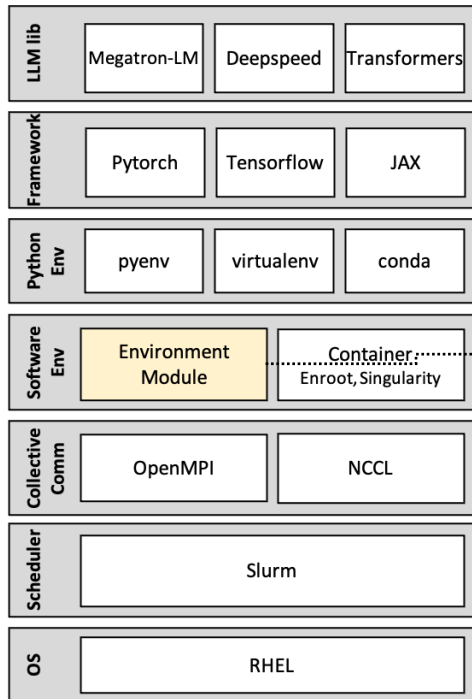 LLM lib
Megatron-LM
Deepspeed
Transformers
Framework
Pytorch
Tensorflow
JAX
Python
Env
pyenv
virtualenv
conda
Software
Env
Environment
Module
Container
Enroot, Singularity
Collective
Comm
OpenMPI
NCCL
Scheduler
Slurm
OS
RHEL